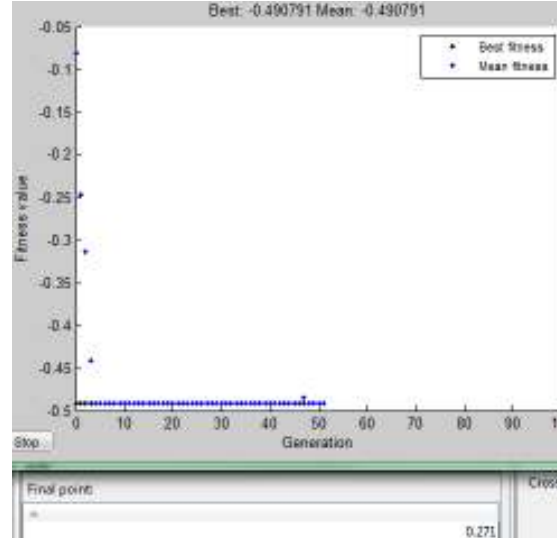 Best: -0.490791 Mean: -0.490791
Best fitness
Mean fitness
Fitness value
-0.05
-0.1
-0.15
-0.2
-0.25
-0.3
-0.35
-0.4
-0.45
-0.5
0 10 20 30 40 50 60 70 80 90
Generation
Stop
Final point:
0.271